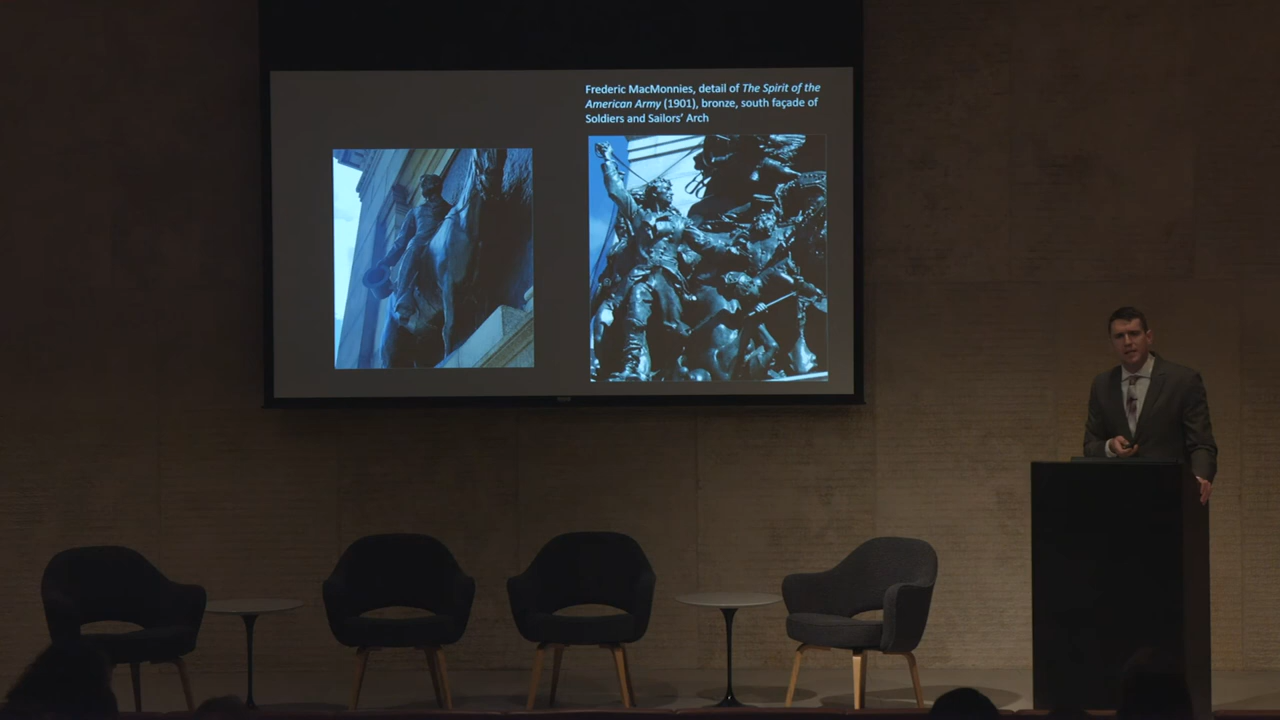 Frederic MacMonnies, detail of The Spirit of the
American Army (1901), bronze, south façade of
Soldiers and Sailors’ Arch